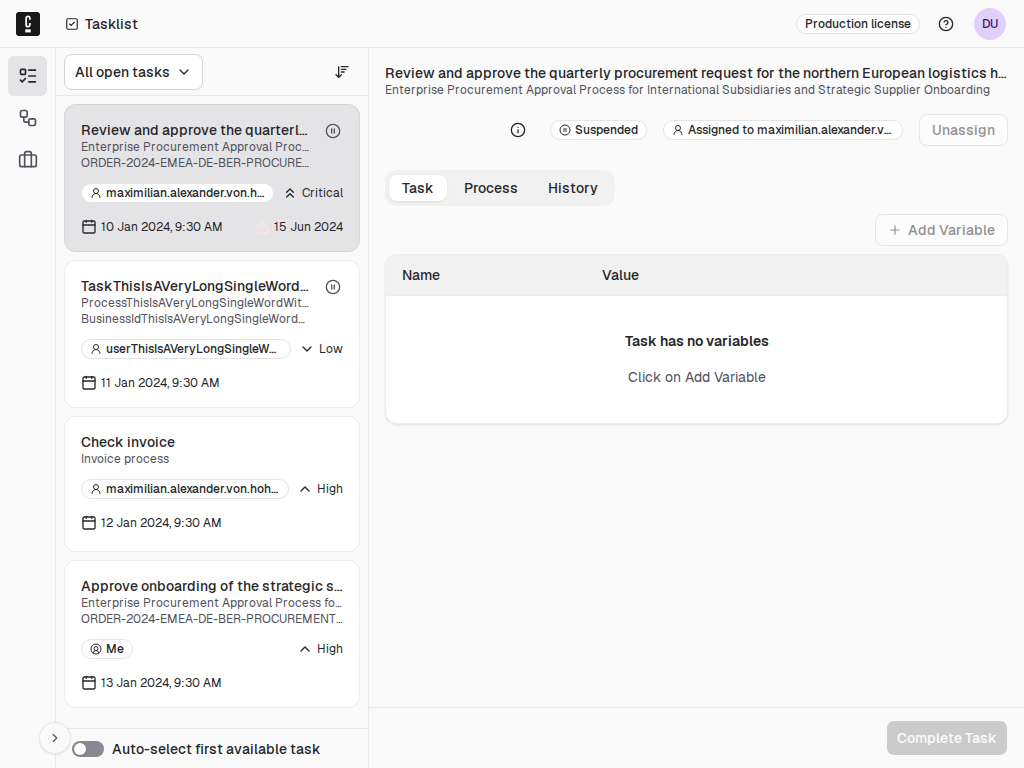 Tasklist
Production license
DU
All open tasks
Review and approve the quarterl...
Enterprise Procurement Approval Proc...
ORDER-2024-EMEA-DE-BER-PROCURE...
maximilian.alexander.von.h...
Critical
10 Jan 2024, 9:30 AM
15 Jun 2024
TaskThisIsAVeryLongSingleWord...
ProcessThisIsAVeryLongSingleWordWit...
BusinessIdThisIsAVeryLongSingleWord...
userThisIsAVeryLongSingleW...
Low
11 Jan 2024, 9:30 AM
Check invoice
Invoice process
maximilian.alexander.von.hoh...
High
12 Jan 2024, 9:30 AM
Approve onboarding of the strategic s...
Enterprise Procurement Approval Process fo...
ORDER-2024-EMEA-DE-BER-PROCUREMENT...
Me
High
13 Jan 2024, 9:30 AM
Auto-select first available task
Review and approve the quarterly procurement request for the northern European logistics h...
Enterprise Procurement Approval Process for International Subsidiaries and Strategic Supplier Onboarding
Suspended
Assigned to maximilian.alexander.v...
Unassign
Task
Process
History
Add Variable
Name
Value
Task has no variables
Click on Add Variable
Complete Task